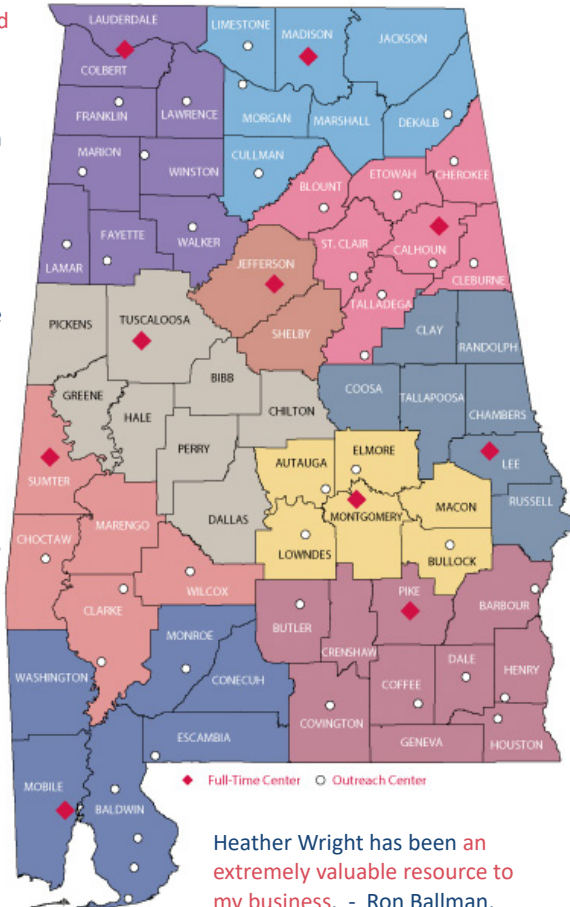 LAUDERDALE
LIMESTONE
MADISON
JACKSON
COLBERT
FRANKLIN
LAWRENCE
MORGAN
MARSHALL
DEKALB
MARION
WINSTON
CULLMAN
BLOUNT
ETOWAH
CHEROKEE
LAMAR
FAYETTE
WALKER
JEFFERSON
ST. CLAIR
CALHOUN
CLEBURNE
TALLADEGA
PICKENS
TUSCALOOSA
SHELBY
CLAY
RANDOLPH
GREENE
HALE
BIBB
CHILTON
COOSA
TALLAPOOSA
CHAMBERS
PERRY
AUTAUGA
ELMORE
LEE
SUMTER
MARENGO
DALLAS
MONTGOMERY
MACON
RUSSELL
CHOCTAW
LOWNDES
BULLOCK
WILCOX
CLARKE
BUTLER
CRENSHAW
PIKE
BARBOUR
MONROE
WASHINGTON
CONECUH
COFFEE
DALE
HENRY
COVINGTON
ESCAMBIA
GENEVA
HOUSTON
MOBILE
BALDWIN
Full-Time Center
Outreach Center
Heather Wright has been an
extremely valuable resource to
my business. - Ron Ballman,